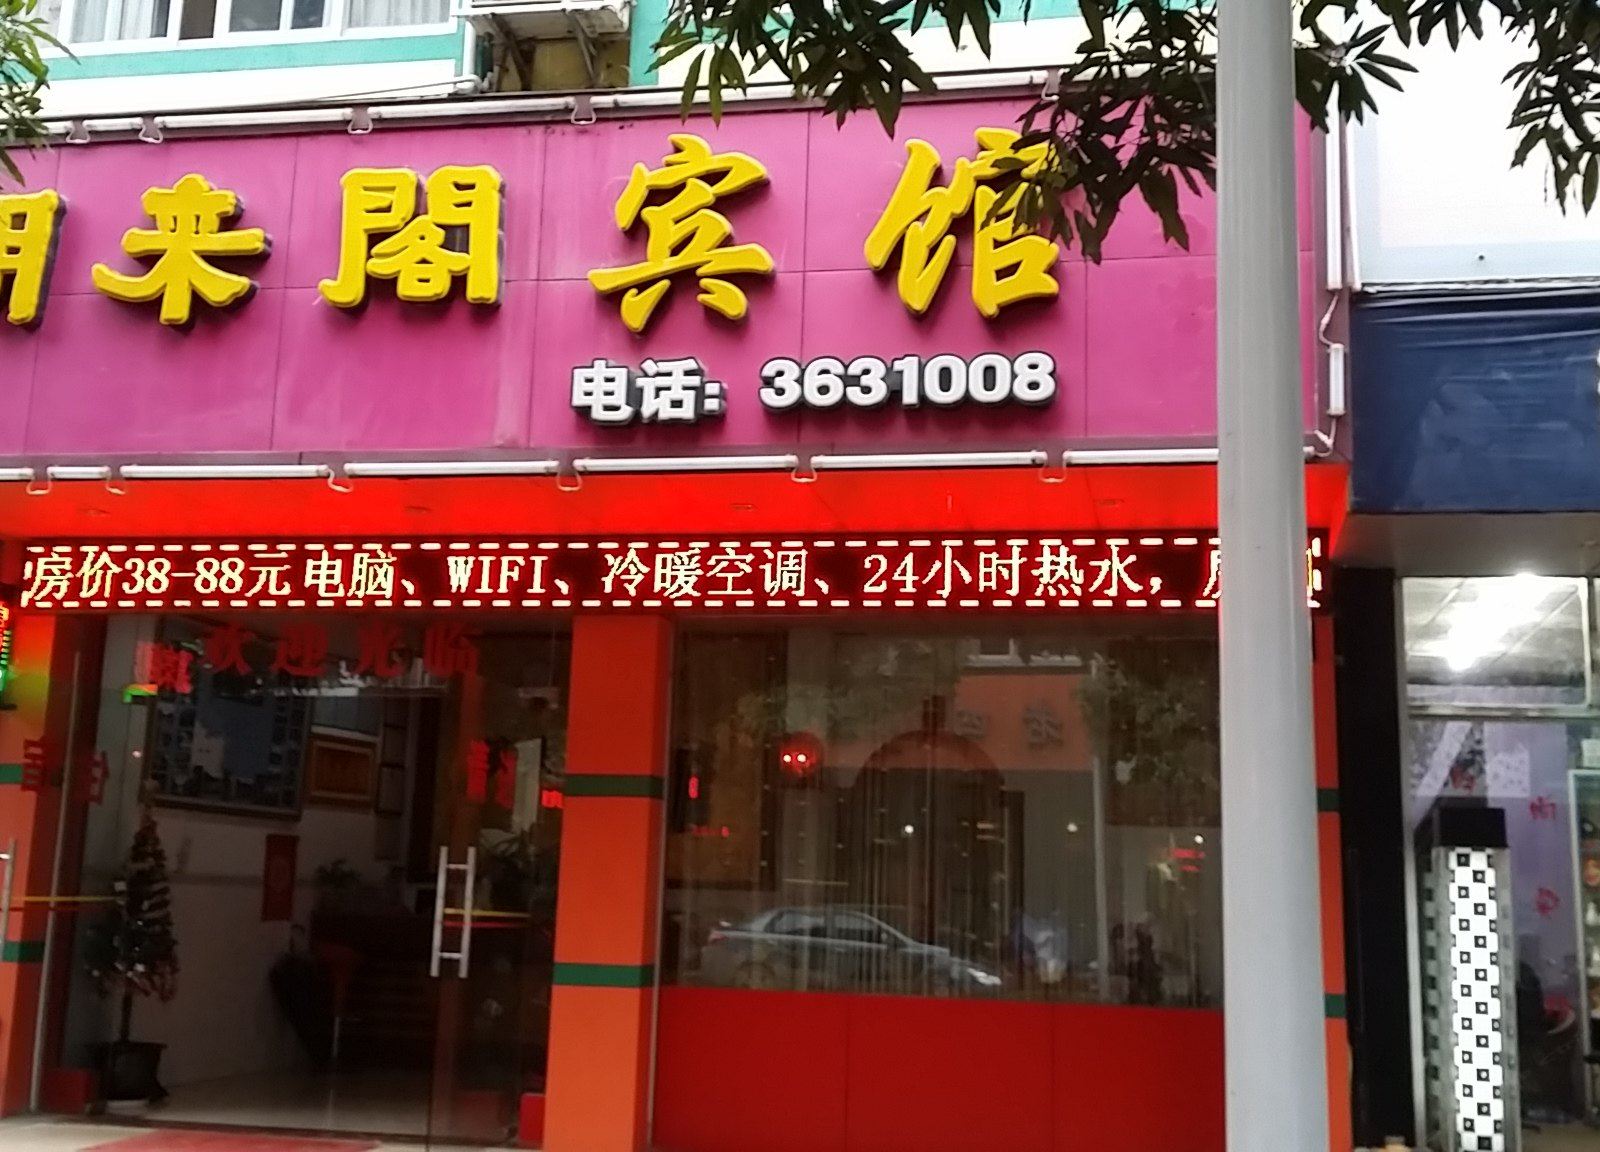 来閣宾馆
电话:3631008
房价38-88元电脑、WIFI、冷暖空调、24小时热水，
欢迎光临